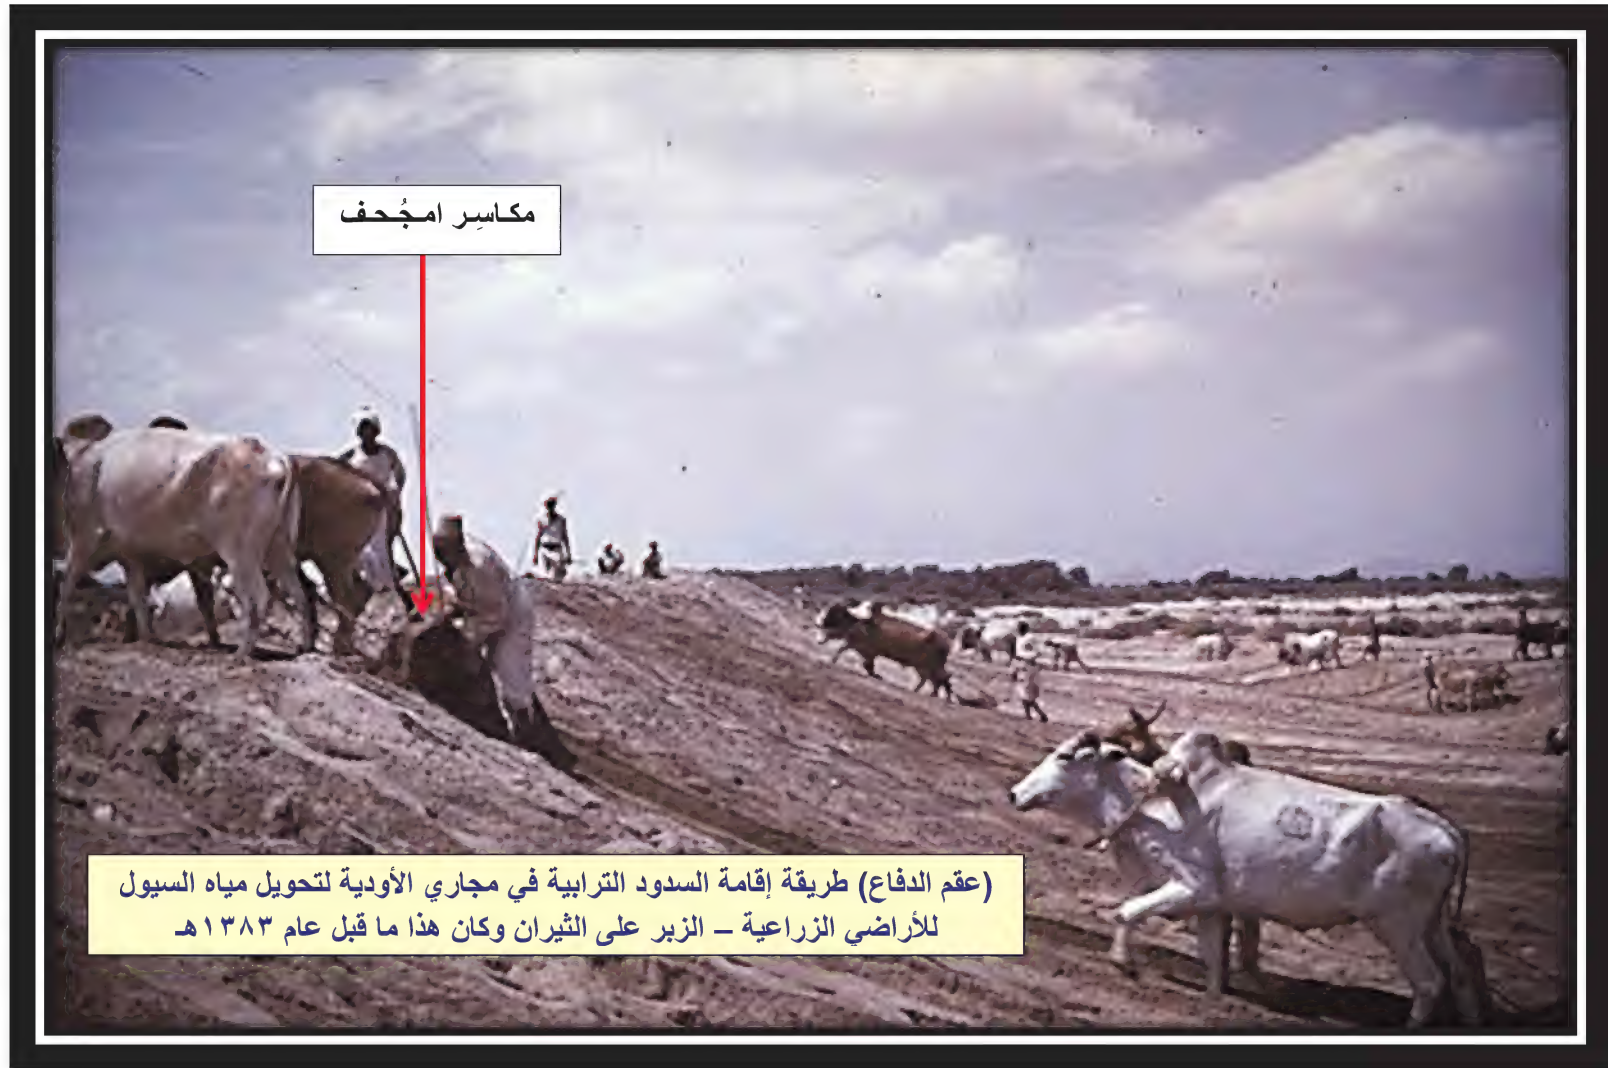 مكاسِر امجُحف
(عقم الدفاع) طريقة إقامة السدود الترابية في مجاري الأودية لتحويل مياه السيول
للأراضي الزراعية – الزبر على الثيران وكان هذا ما قبل عام ١٣٨٣هـ